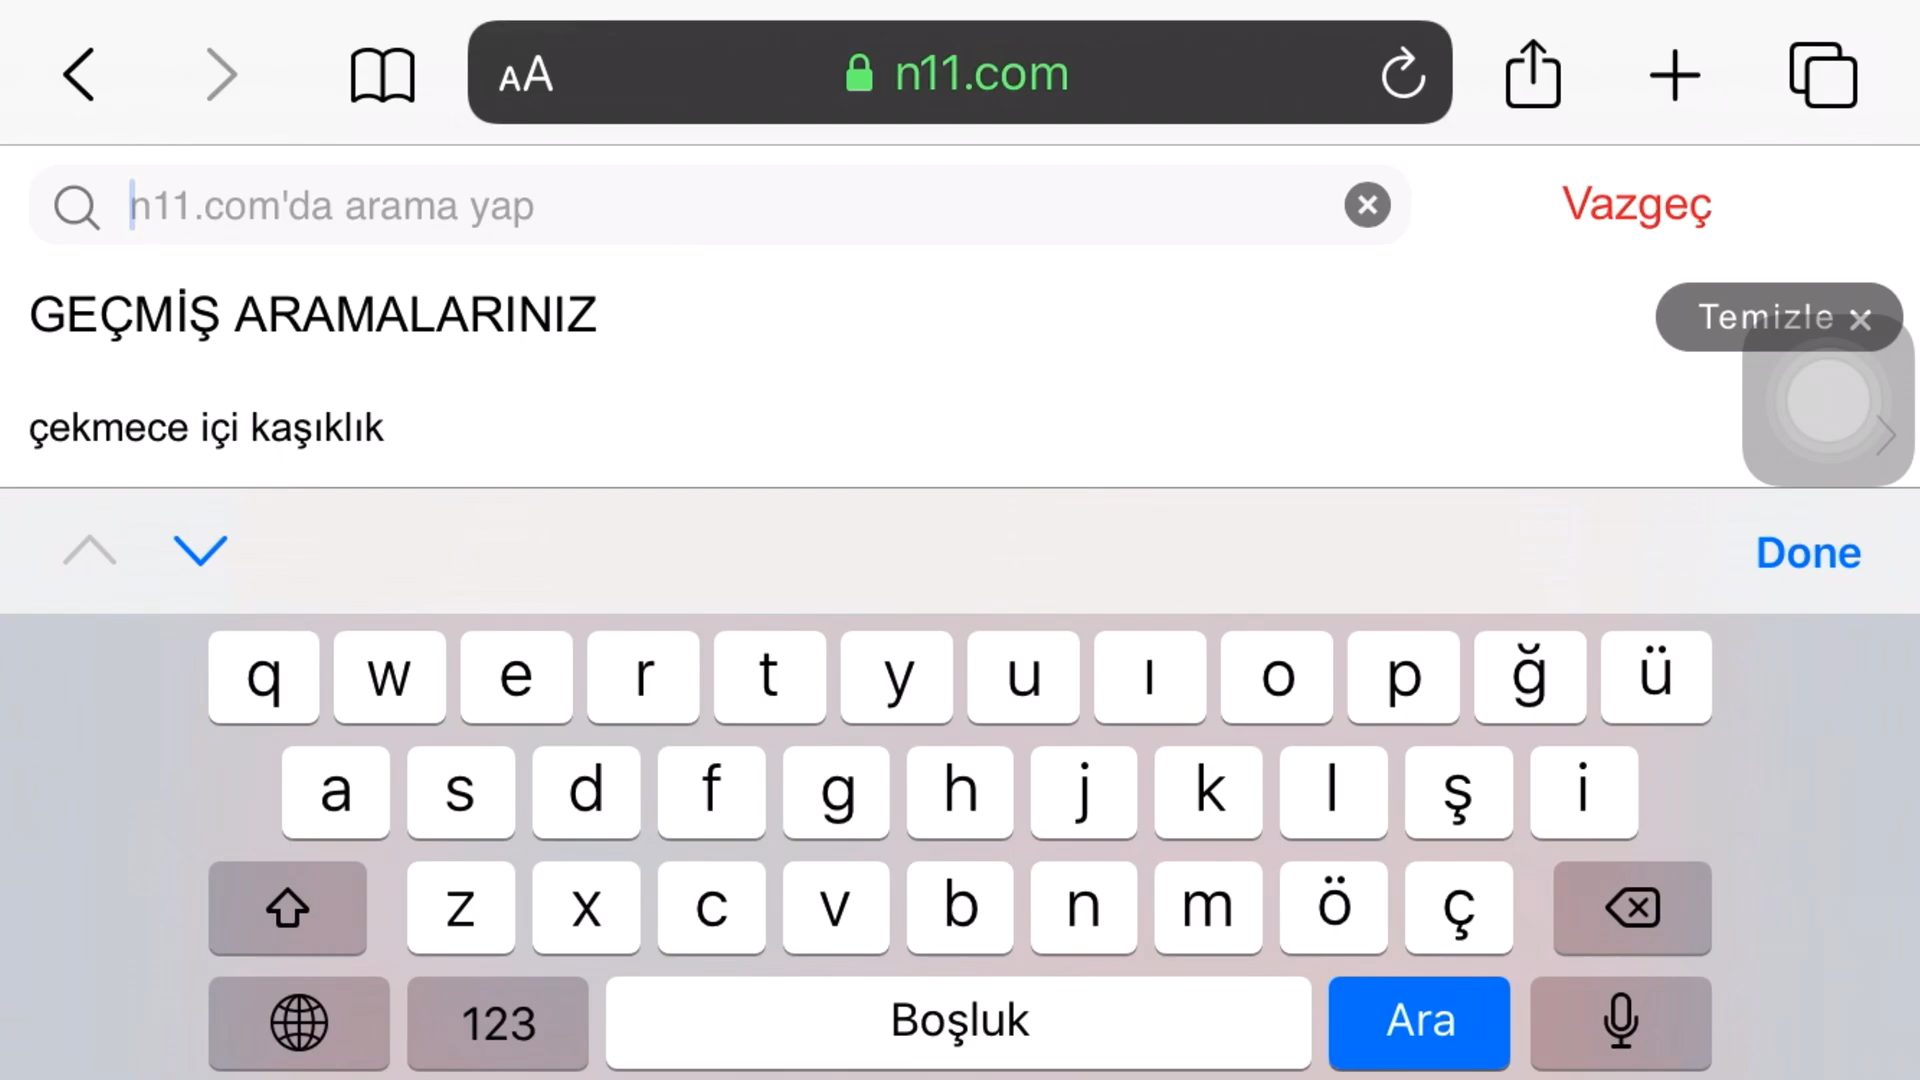 AA n11.com
n11.com'da arama yap Vazgeç
GEÇMİŞ ARAMALARINIZ Temizle ×
çekmece içi kaşıklık
Done
q w e r t y u ı o p ğ ü
a s d f g h j k l ş i
z x c v b n m ö ç
123 Boşluk Ara